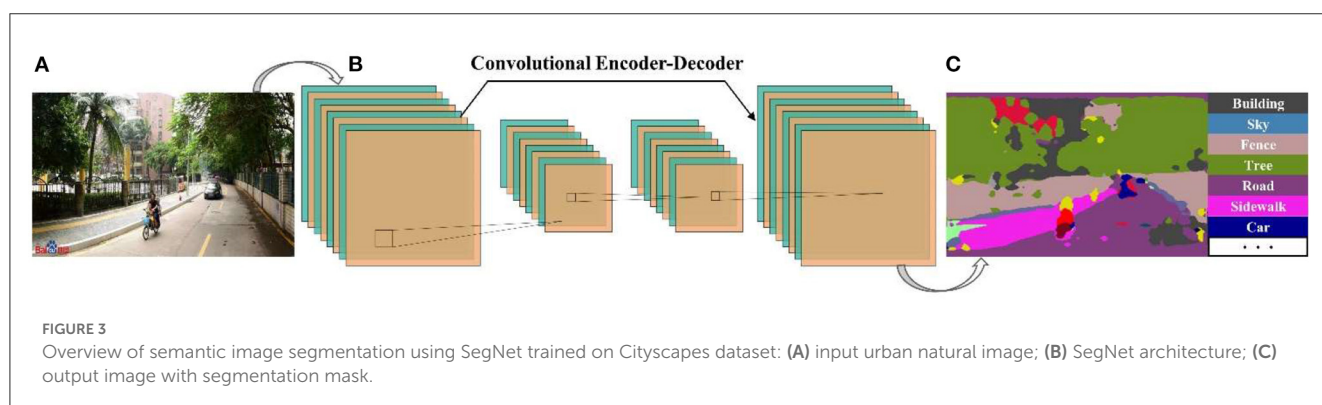 A
B
C
Convolutional Encoder-Decoder
Building
Sky
Fence
Tree
Road
Sidewalk
Car
. . .
Bai
FIGURE 3
Overview of semantic image segmentation using SegNet trained on Cityscapes dataset: (A) input urban natural image; (B) SegNet architecture; (C)
output image with segmentation mask.